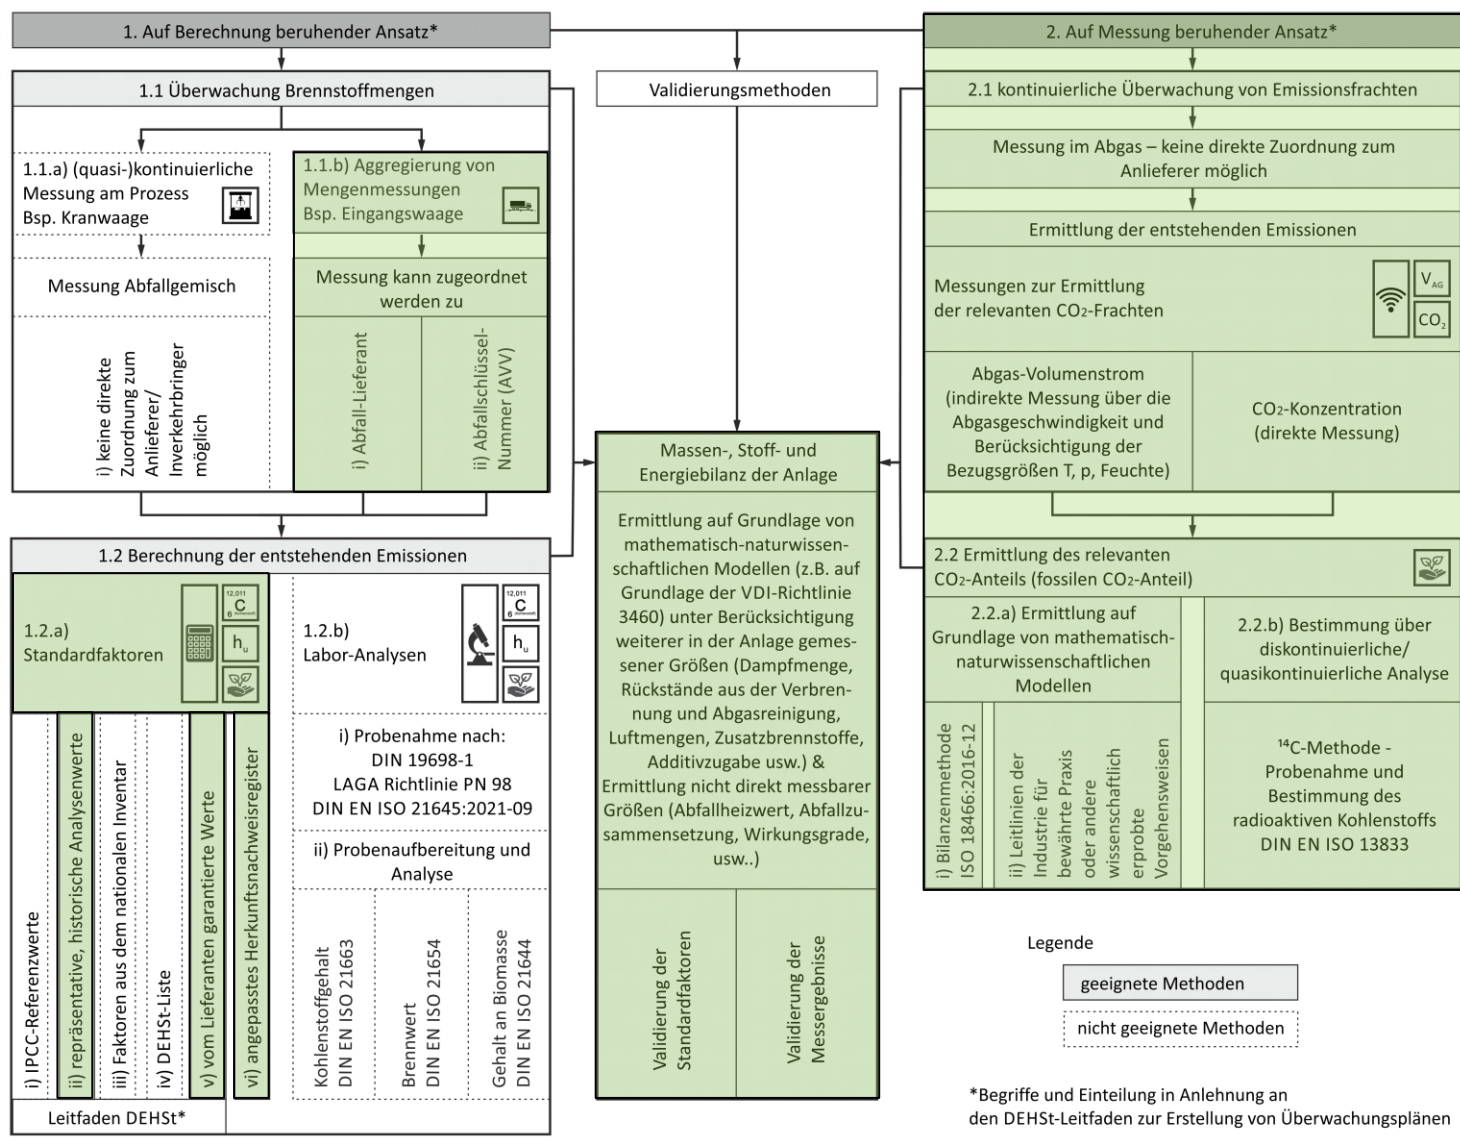 1. Auf Berechnung beruhender Ansatz*
1.1 Überwachung Brennstoffmengen
1.1.a) (quasi-)kontinuierliche
Messung am Prozess
Bsp. Kranwaage
Messung Abfallgemisch
i) keine direkte
Zuordnung zum
Anlieferer/
Inverkehrbringer
möglich
1.1.b) Aggregierung von
Mengenmessungen
Bsp. Eingangswaage
Messung kann zugeordnet
werden zu
i) Abfall-Lieferant
ii) Abfallschlüssel-
Nummer (AVV)
1.2 Berechnung der entstehenden Emissionen
1.2.a)
Standardfaktoren
12,011
C
6 (Kohlenstoff)
hu
i) IPCC-Referenzwerte
ii) repräsentative, historische Analysenwerte
iii) Faktoren aus dem nationalen Inventar
iv) DEHSt-Liste
v) vom Lieferanten garantierte Werte
vi) angepasstes Herkunftsnachweisregister
Leitfaden DEHSt*
1.2.b)
Labor-Analysen
12,011
C
6 (Kohlenstoff)
hu
i) Probenahme nach:
DIN 19698-1
LAGA Richtlinie PN 98
DIN EN ISO 21645:2021-09
ii) Probenaufbereitung und
Analyse
Kohlenstoffgehalt
DIN EN ISO 21663
Brennwert
DIN EN ISO 21654
Gehalt an Biomasse
DIN EN ISO 21644
Validierungsmethoden
Massen-, Stoff- und
Energiebilanz der Anlage
Ermittlung auf Grundlage von
mathematisch-naturwissen-
schaftlichen Modellen (z.B. auf
Grundlage der VDI-Richtlinie
3460) unter Berücksichtigung
weiterer in der Anlage gemes-
sener Größen (Dampfmenge,
Rückstände aus der Verbren-
nung und Abgasreinigung,
Luftmengen, Zusatzbrennstoffe,
Additivzugabe usw.) &
Ermittlung nicht direkt messbarer
Größen (Abfallheizwert, Abfallzu-
sammensetzung, Wirkungsgrade,
usw..)
Validierung der
Standardfaktoren
Validierung der
Messergebnisse
2. Auf Messung beruhender Ansatz*
2.1 kontinuierliche Überwachung von Emissionsfrachten
Messung im Abgas – keine direkte Zuordnung zum
Anlieferer möglich
Ermittlung der entstehenden Emissionen
Messungen zur Ermittlung
der relevanten CO2-Frachten
VAG
CO2
Abgas-Volumenstrom
(indirekte Messung über die
Abgasgeschwindigkeit und
Berücksichtigung der
Bezugsgrößen T, p, Feuchte)
CO2-Konzentration
(direkte Messung)
2.2 Ermittlung des relevanten
CO2-Anteils (fossilen CO2-Anteil)
2.2.a) Ermittlung auf
Grundlage von mathematisch-
naturwissenschaftlichen
Modellen
i) Bilanzenmethode
ISO 18466:2016-12
ii) Leitlinien der
Industrie für
bewährte Praxis
oder andere
wissenschaftlich
erprobte
Vorgehensweisen
2.2.b) Bestimmung über
diskontinuierliche/
quasikontinuierliche Analyse
¹⁴C-Methode -
Probenahme und
Bestimmung des
radioaktiven Kohlenstoffs
DIN EN ISO 13833
Legende
geeignete Methoden
nicht geeignete Methoden
*Begriffe und Einteilung in Anlehnung an
den DEHSt-Leitfaden zur Erstellung von Überwachungsplänen